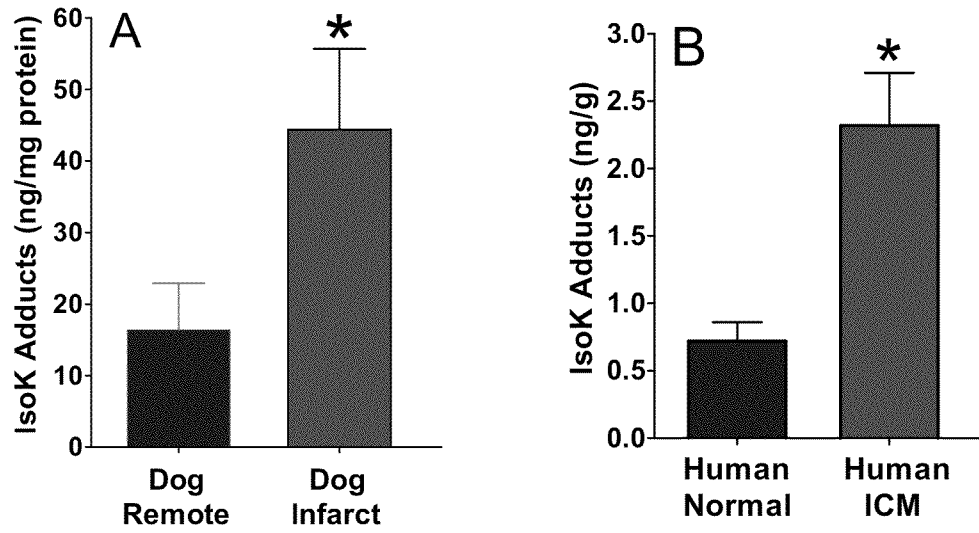 A
*
IsoK Adducts (ng/mg protein)
60
50
40
30
20
10
0
Dog
Remote
Dog
Infarct
B
*
IsoK Adducts (ng/g)
3.0
2.5
2.0
1.5
1.0
0.5
0.0
Human
Normal
Human
ICM